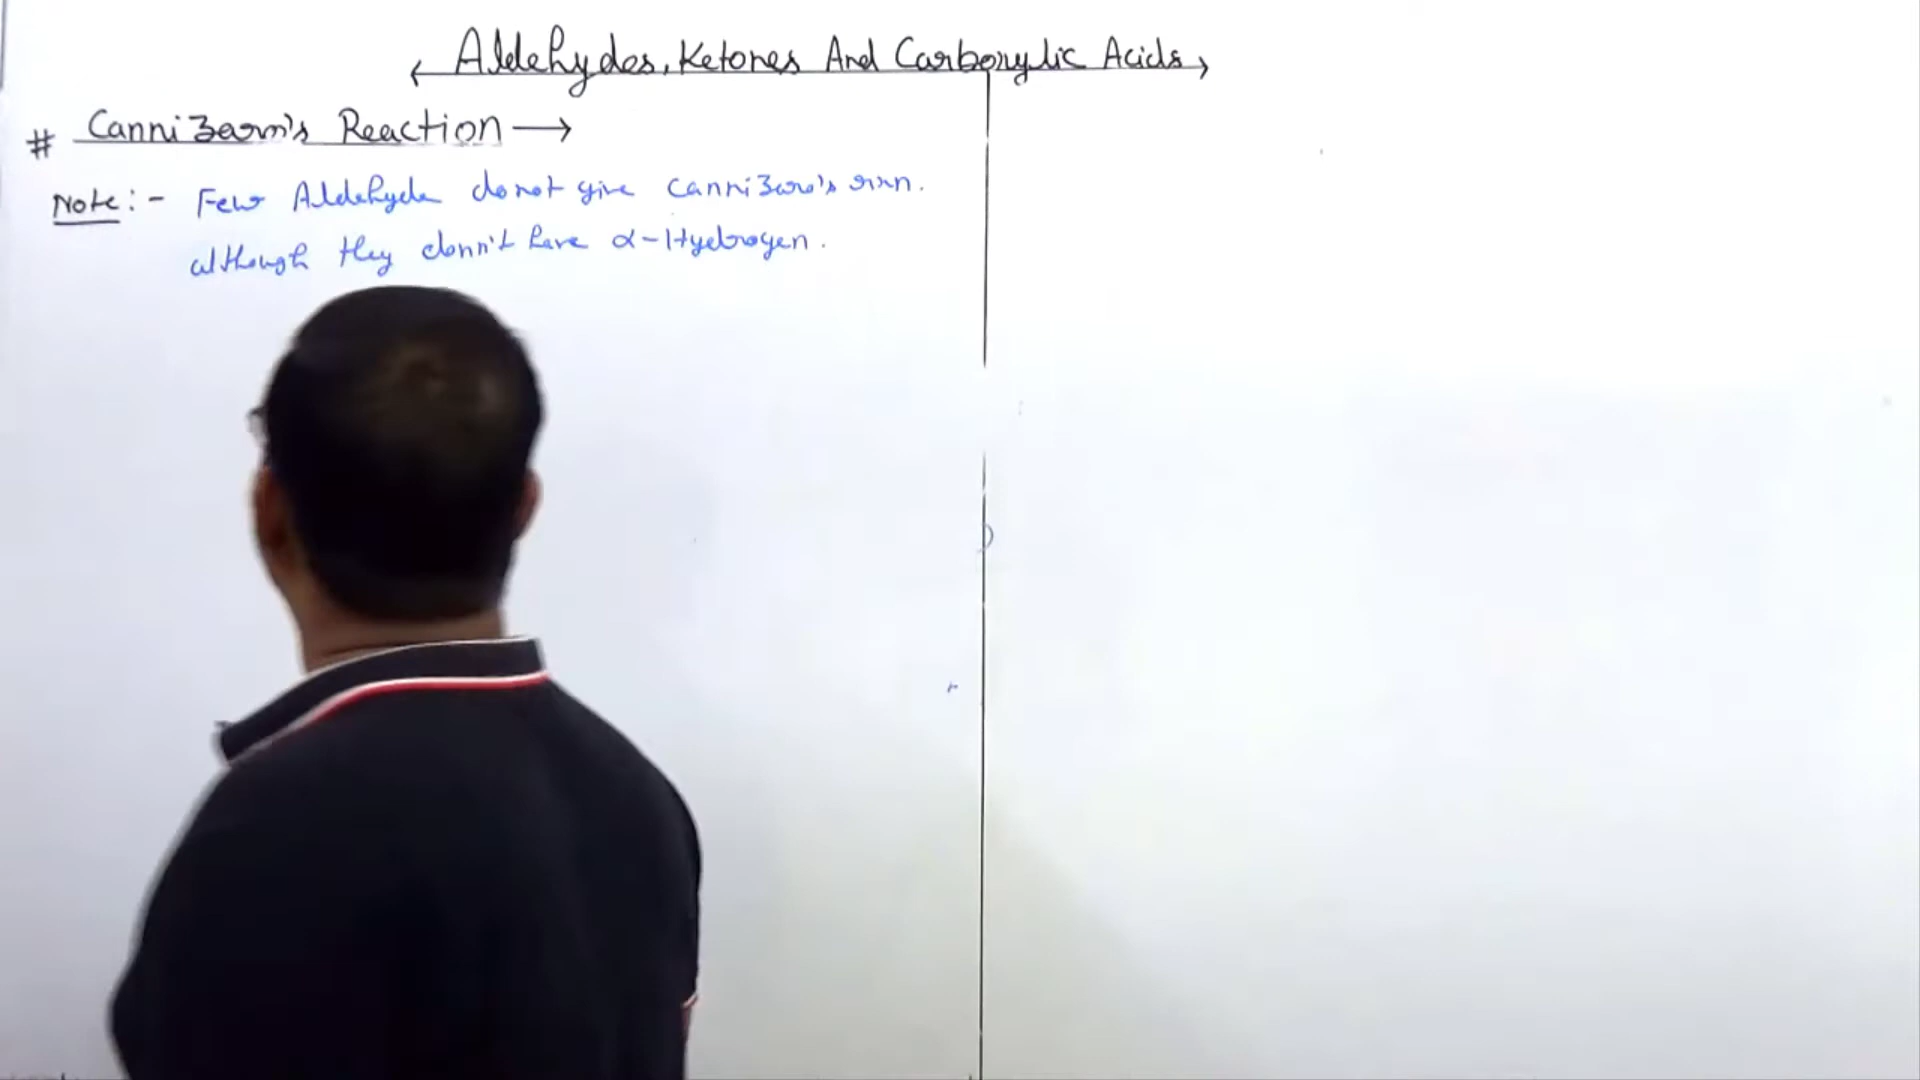 Aldehydes, Ketones And Carboxylic Acids
# Cannizarro's Reaction →
Note:- Few Aldehyde do not give Cannizaro's rxn.
although they donn't have α-Hydrogen.